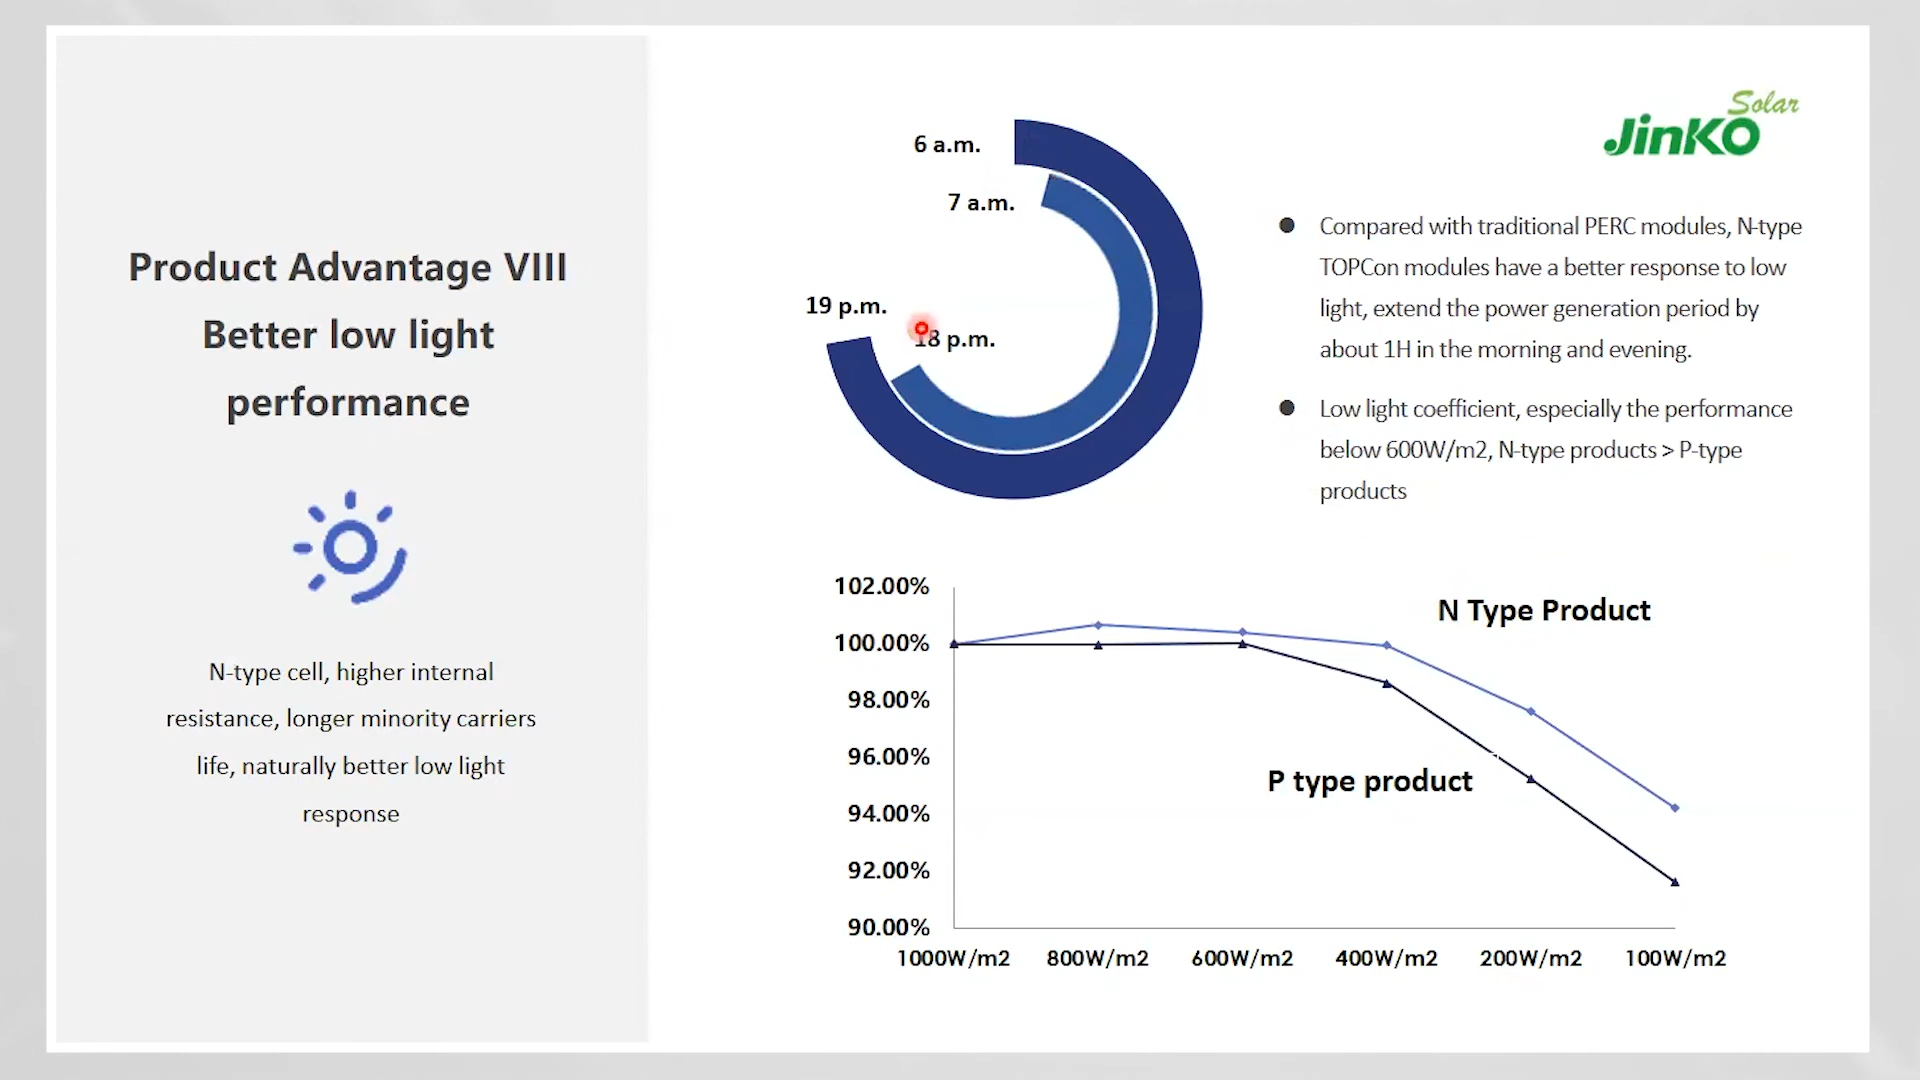 Product Advantage VIII
Better low light
performance
N-type cell, higher internal
resistance, longer minority carriers
life, naturally better low light
response
6 a.m.
7 a.m.
19 p.m.
18 p.m.
Solar
JinKO
Compared with traditional PERC modules, N-type
TOPCon modules have a better response to low
light, extend the power generation period by
about 1H in the morning and evening.
Low light coefficient, especially the performance
below 600W/m2, N-type products > P-type
products
102.00%
100.00%
98.00%
96.00%
94.00%
92.00%
90.00%
N Type Product
P type product
1000W/m2 800W/m2 600W/m2 400W/m2 200W/m2 100W/m2